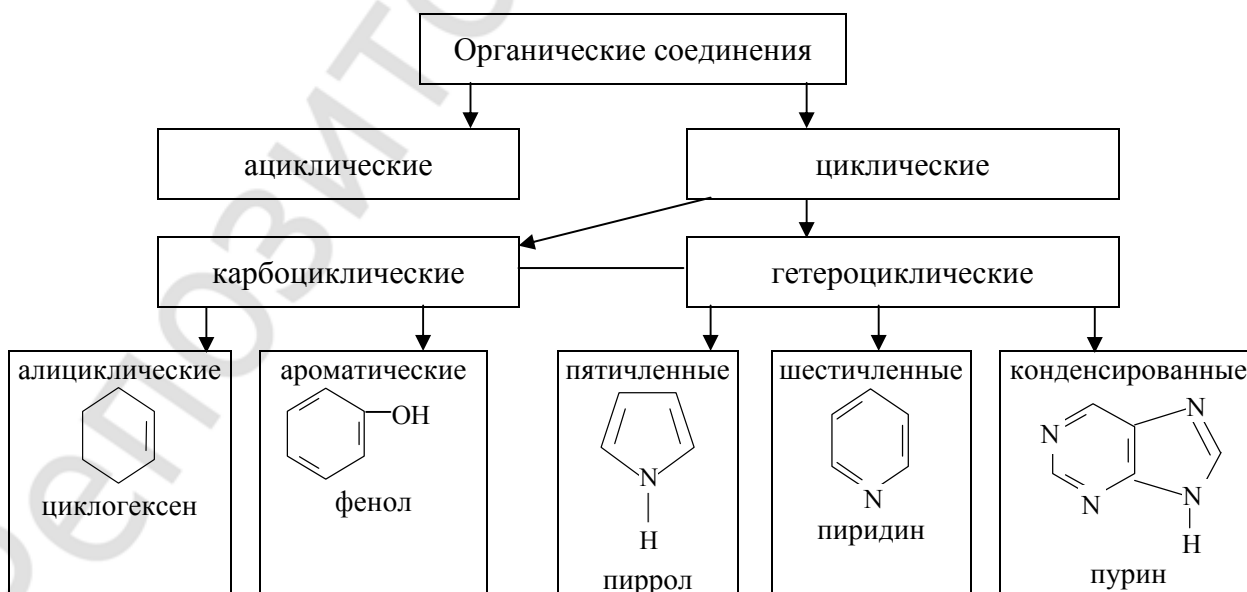 Органические соединения
ациклические
циклические
карбоциклические
гетероциклические
алициклические
циклогексен
ароматические
OH
фенол
пятичленные
N
H
пиррол
шестичленные
N
пиридин
конденсированные
N
N
N
N
H
пурин